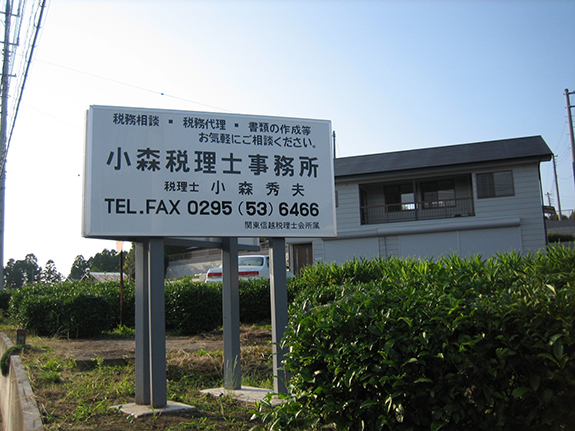 税務相談 ▪ 税務代理 ▪ 書類の作成等
お気軽にご相談ください。
小森税理士事務所
税理士 小森秀夫
TEL.FAX 0295(53)6466
関東信越税理士会所属